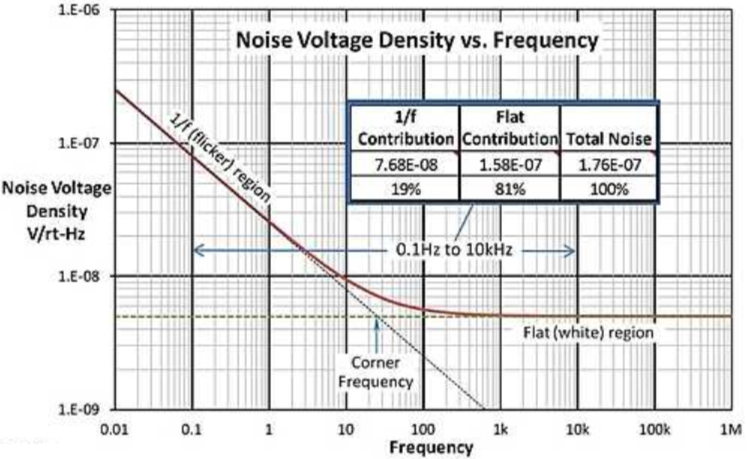 1.E-06
Noise Voltage Density vs. Frequency
1/f Contribution
Flat Contribution
Total Noise
7.68E-08
1.58E-07
1.76E-07
19%
81%
100%
1/f (flicker) region
1.E-07
Noise Voltage
Density
V/rt-Hz
0.1Hz to 10kHz
1.E-08
Flat (white) region
Corner
Frequency
1.E-09
0.01 0.1 1 10 100 1k 10k 100k 1M
Frequency